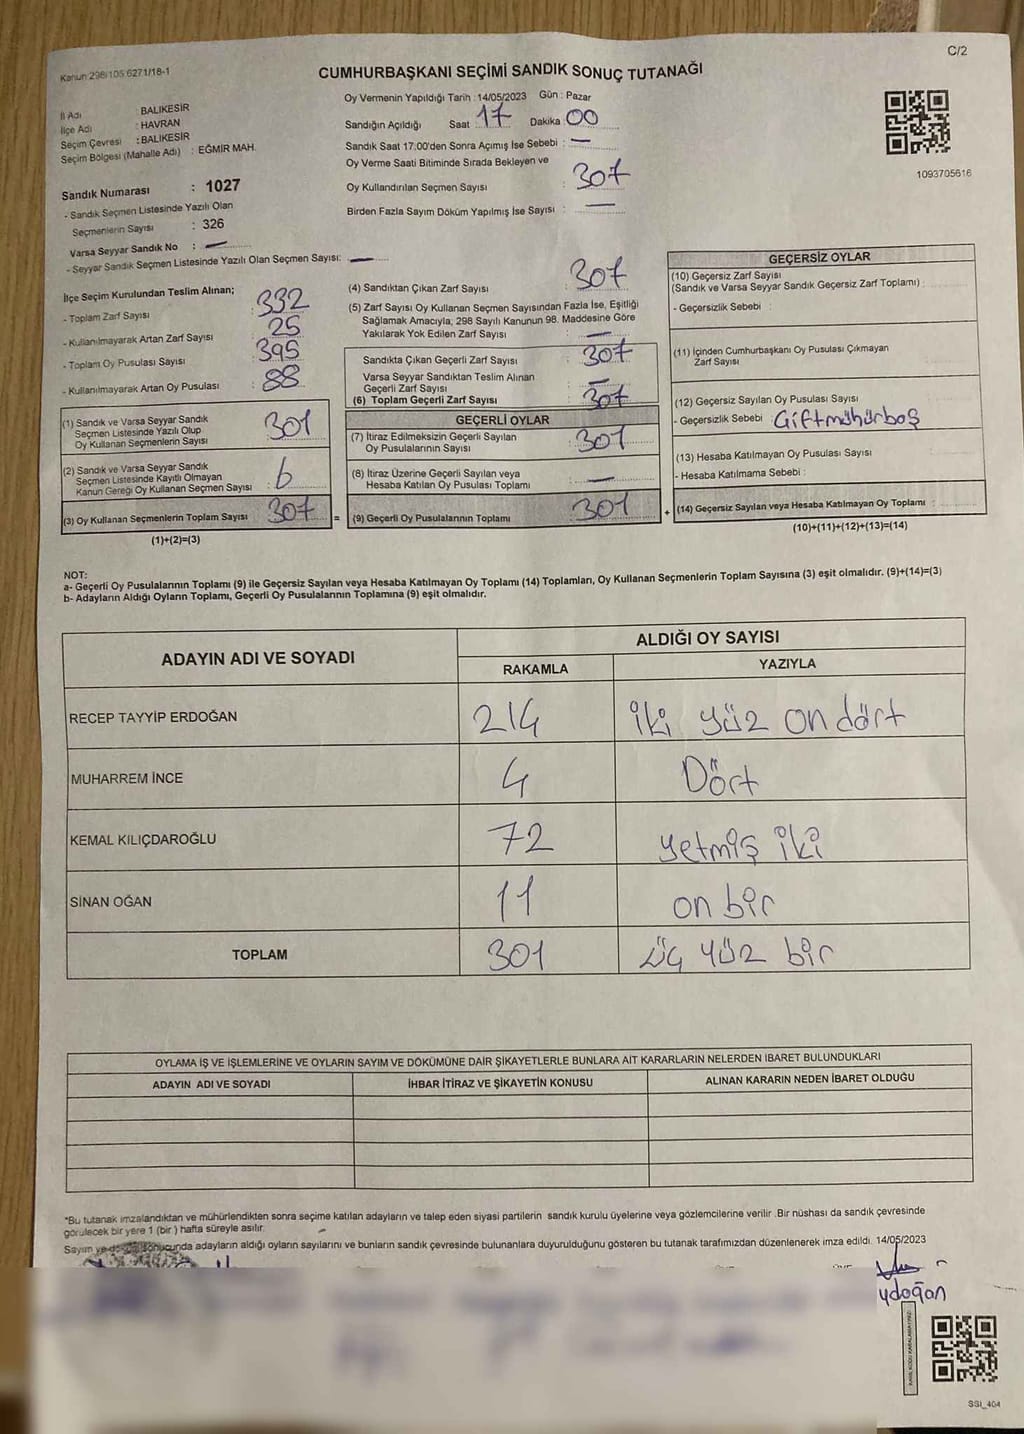 C/2
Kanun 298/105 6271/18-1
CUMHURBAŞKANI SEÇİMİ SANDIK SONUÇ TUTANAĞI
İl Adı : BALIKESİR
İlçe Adı : HAVRAN
Seçim Çevresi : BALIKESİR
Seçim Bölgesi (Mahalle Adı) : EĞMİR MAH.
Sandık Numarası : 1027
- Sandık Seçmen Listesinde Yazılı Olan
Seçmenlerin Sayısı : 326
Varsa Seyyar Sandık No : —
- Seyyar Sandık Seçmen Listesinde Yazılı Olan Seçmen Sayısı: —
Oy Vermenin Yapıldığı Tarih : 14/05/2023 Gün : Pazar
Sandığın Açıldığı Saat 17 Dakika 00
Sandık Saat 17:00'den Sonra Açımış İse Sebebi : —
Oy Verme Saati Bitiminde Sırada Bekleyen ve
Oy Kullandırılan Seçmen Sayısı : 307
Birden Fazla Sayım Döküm Yapılmış İse Sayısı : —
1093705616
İlçe Seçim Kurulundan Teslim Alınan;
- Toplam Zarf Sayısı : 332
- Kullanılmayarak Artan Zarf Sayısı : 25
- Toplam Oy Pusulası Sayısı : 395
- Kullanılmayarak Artan Oy Pusulası : 88
(1) Sandık ve Varsa Seyyar Sandık
Seçmen Listesinde Yazılı Olup
Oy Kullanan Seçmenlerin Sayısı : 301
(2) Sandık ve Varsa Seyyar Sandık
Seçmen Listesinde Kayıtlı Olmayan
Kanun Gereği Oy Kullanan Seçmen Sayısı : 6
(3) Oy Kullanan Seçmenlerin Toplam Sayısı : 307
(1)+(2)=(3)
(4) Sandıktan Çıkan Zarf Sayısı : 307
(5) Zarf Sayısı Oy Kullanan Seçmen Sayısından Fazla İse, Eşitliği
Sağlamak Amacıyla; 298 Sayılı Kanunun 98. Maddesine Göre
Yakılarak Yok Edilen Zarf Sayısı : —
Sandıkta Çıkan Geçerli Zarf Sayısı : 307
Varsa Seyyar Sandıktan Teslim Alınan
Geçerli Zarf Sayısı : —
(6) Toplam Geçerli Zarf Sayısı : 307
GEÇERLİ OYLAR
(7) İtiraz Edilmeksizin Geçerli Sayılan
Oy Pusulalarının Sayısı : 301
(8) İtiraz Üzerine Geçerli Sayılan veya
Hesaba Katılan Oy Pusulası Toplamı : —
= (9) Geçerli Oy Pusulalarının Toplamı : 301
GEÇERSİZ OYLAR
(10) Geçersiz Zarf Sayısı
(Sandık ve Varsa Seyyar Sandık Geçersiz Zarf Toplamı) :
- Geçersizlik Sebebi :
(11) İçinden Cumhurbaşkanı Oy Pusulası Çıkmayan
Zarf Sayısı :
(12) Geçersiz Sayılan Oy Pusulası Sayısı :
- Geçersizlik Sebebi Çiftmühürboş
(13) Hesaba Katılmayan Oy Pusulası Sayısı :
- Hesaba Katılmama Sebebi :
+ (14) Geçersiz Sayılan veya Hesaba Katılmayan Oy Toplamı :
(10)+(11)+(12)+(13)=(14)
NOT:
a- Geçerli Oy Pusulalarının Toplamı (9) ile Geçersiz Sayılan veya Hesaba Katılmayan Oy Toplamı (14) Toplamları, Oy Kullanan Seçmenlerin Toplam Sayısına (3) eşit olmalıdır. (9)+(14)=(3)
b- Adayların Aldığı Oyların Toplamı, Geçerli Oy Pusulalarının Toplamına (9) eşit olmalıdır.
ADAYIN ADI VE SOYADI ALDIĞI OY SAYISI
RAKAMLA YAZIYLA
RECEP TAYYİP ERDOĞAN 214 iki yüz on dört
MUHARREM İNCE 4 Dört
KEMAL KILIÇDAROĞLU 72 yetmiş iki
SİNAN OĞAN 11 on bir
TOPLAM 301 üç yüz bir
OYLAMA İŞ VE İŞLEMLERİNE VE OYLARIN SAYIM VE DÖKÜMÜNE DAİR ŞİKAYETLERLE BUNLARA AİT KARARLARIN NELERDEN İBARET BULUNDUKLARI
ADAYIN ADI VE SOYADI İHBAR İTİRAZ VE ŞİKAYETİN KONUSU ALINAN KARARIN NEDEN İBARET OLDUĞU
*Bu tutanak imzalandıktan ve mühürlendikten sonra seçime katılan adayların ve talep eden siyasi partilerin sandık kurulu üyelerine veya gözlemcilerine verilir .Bir nüshası da sandık çevresinde
görülecek bir yere 1 (bir ) hafta süreyle asılır.
Sayım ve sonucunda adayların aldığı oyların sayılarını ve bunların sandık çevresinde bulunanlara duyurulduğunu gösteren bu tutanak tarafımızdan düzenlenerek imza edildi. 14/05/2023
ydoğan
SSI_404